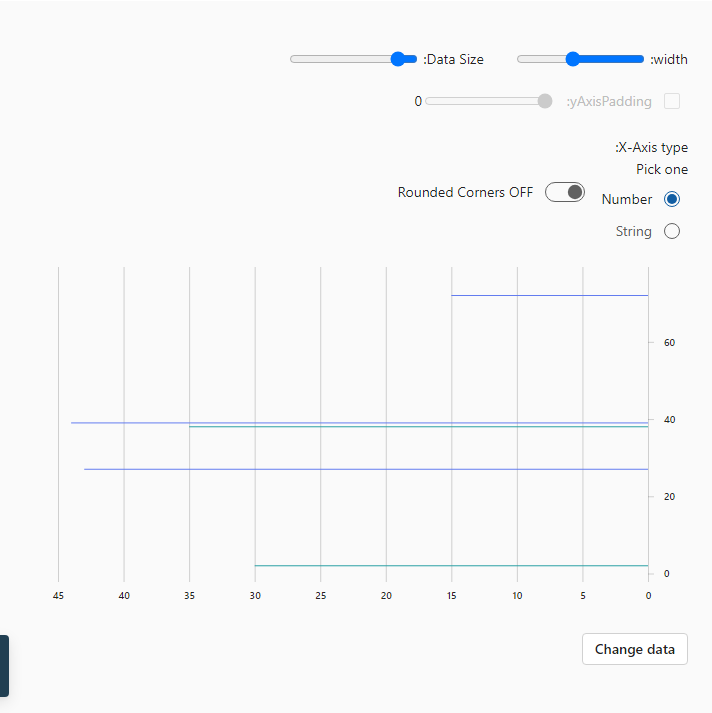 :width
:Data Size
:yAxisPadding
0
:X-Axis type
Pick one
Number
Rounded Corners OFF
String
60
40
20
0
45 40 35 30 25 20 15 10 5 0
Change data